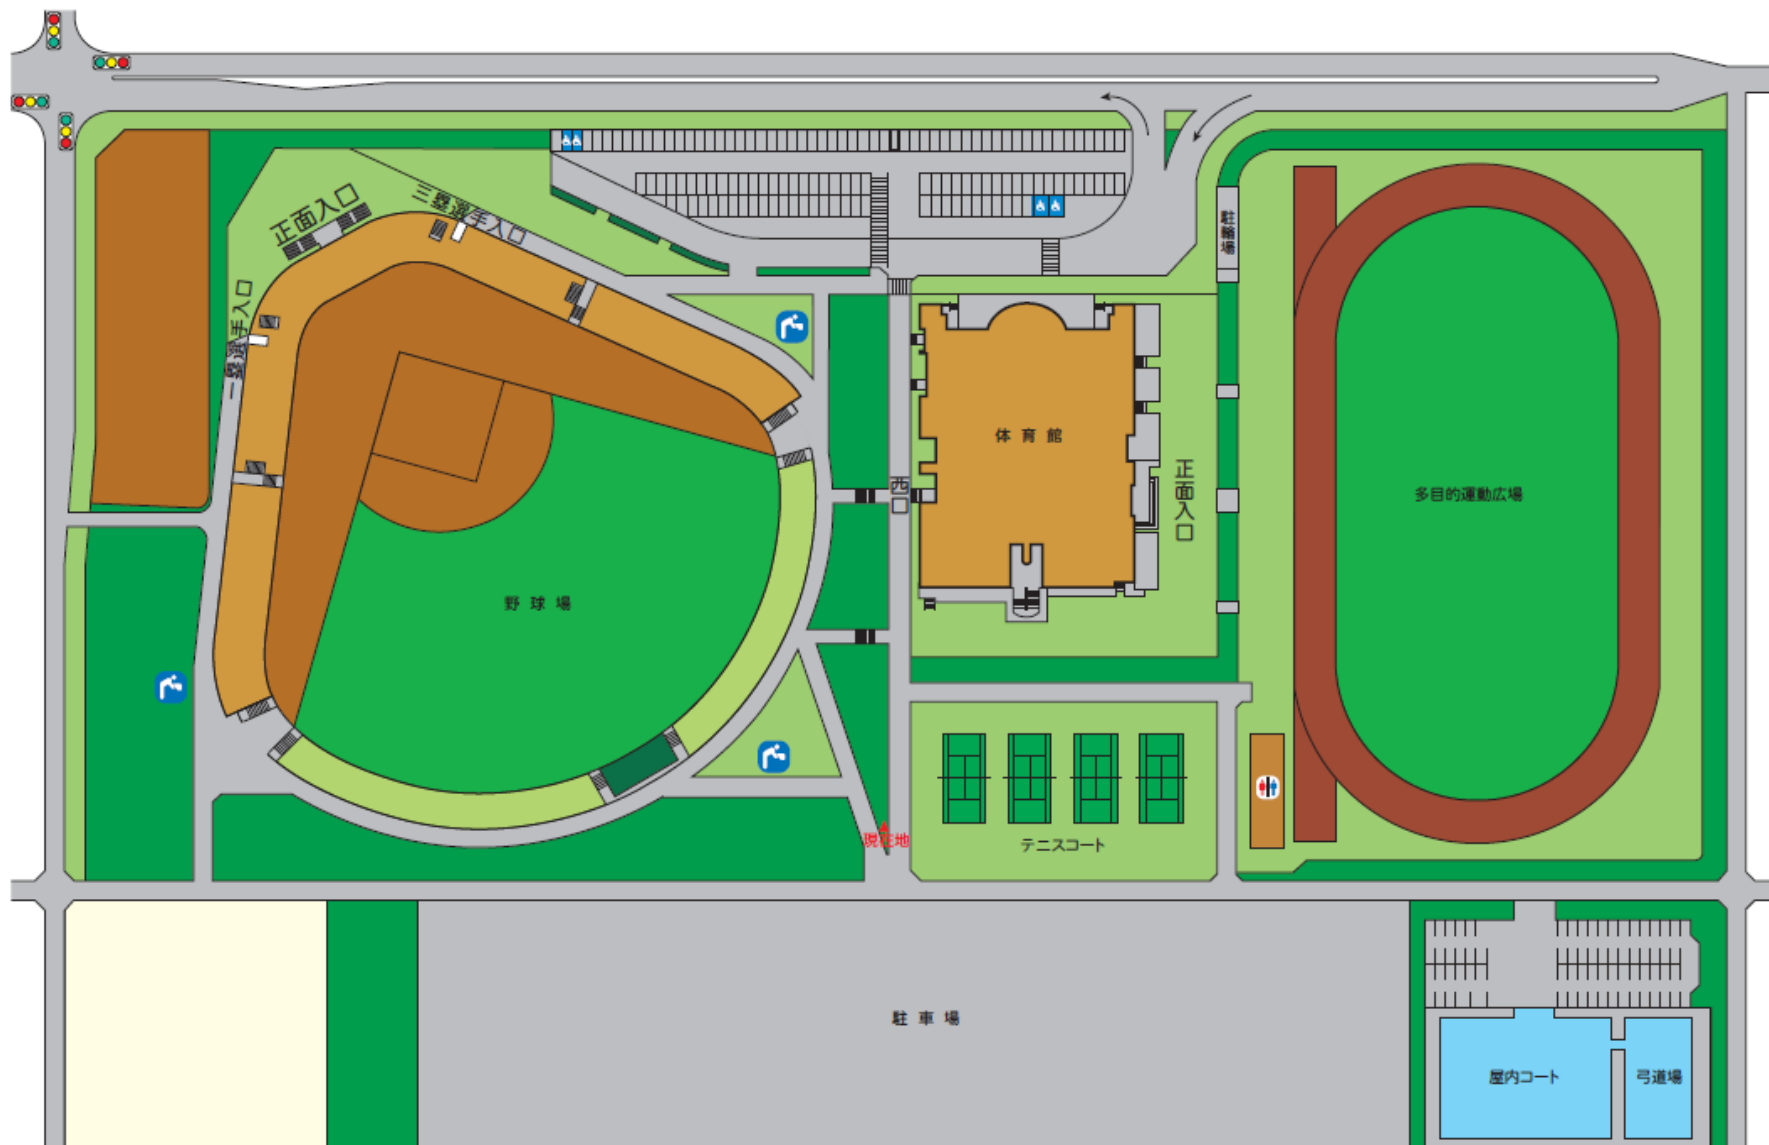 正面入口
三塁選手入口
駐輪場
一塁選手入口
体育館
西口
正面入口
多目的運動広場
野球場
現在地
テニスコート
駐車場
屋内コート
弓道場